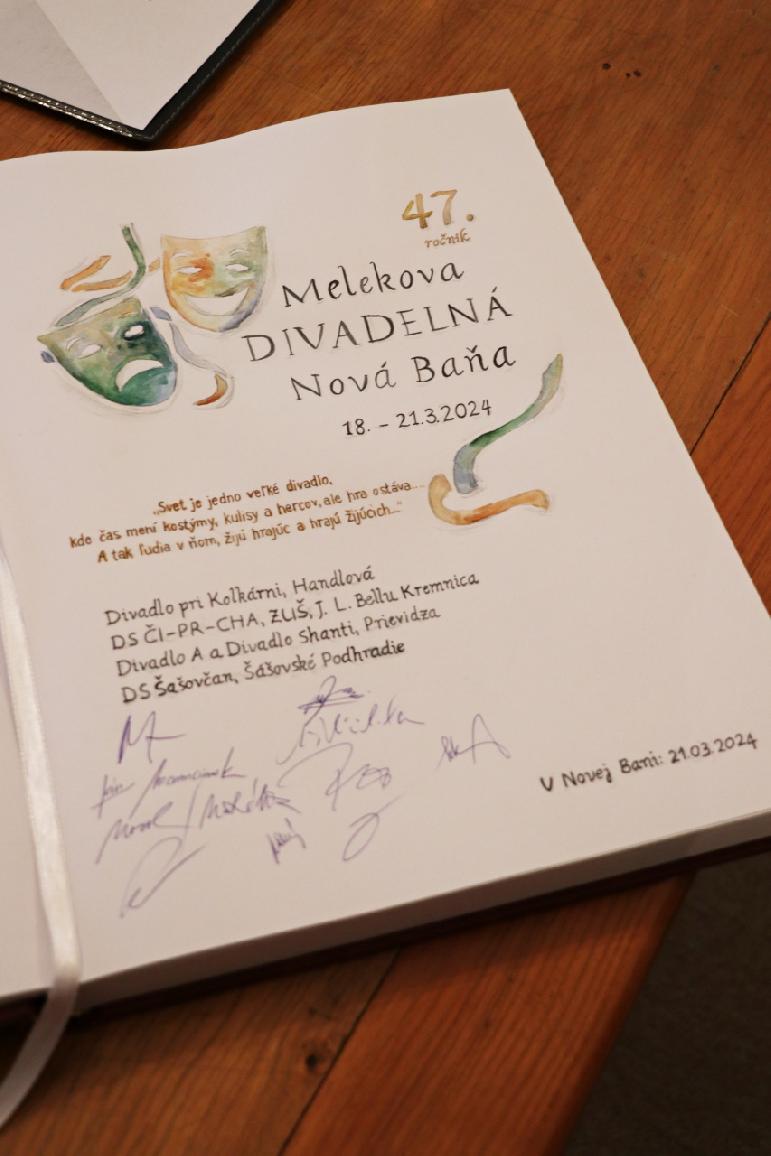 47.
ročník
Melekova
DIVADELNÁ
Nová Baňa
18. - 21.3.2024
„Svet je jedno veľké divadlo,
kde čas mení kostýmy, kulisy a hercov, ale hra ostáva...
A tak ľudia v ňom, žijú hrajúc a hrajú žijúcich..."
Divadlo pri Kolkárni, Handlová
DS ČI-PR-CHA, ZUŠ, J. L. Bellu Kremnica
Divadlo A a Divadlo Shanti, Prievidza
DS Šašovčan, Šášovské Podhradie
V Novej Bani: 21.03.2024